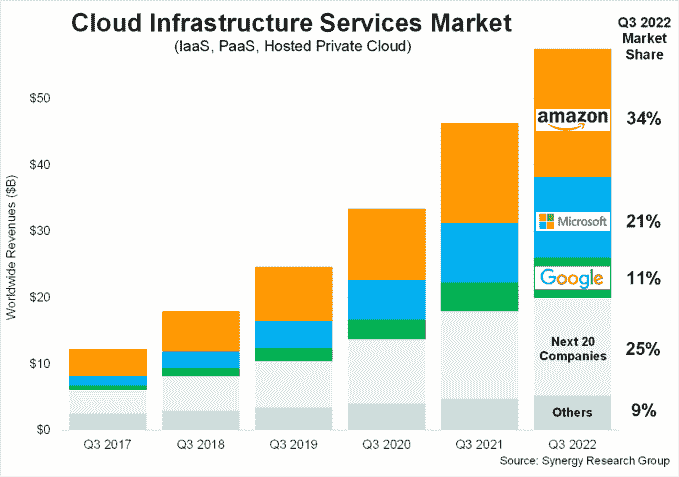 Cloud Infrastructure Services Market
(IaaS, PaaS, Hosted Private Cloud)
Q3 2022
Market
Share
Worldwide Revenues ($B)
$50
$40
$30
$20
$10
$0
amazon
34%
Microsoft
21%
Google
11%
Next 20
Companies
25%
Others
9%
Q3 2017
Q3 2018
Q3 2019
Q3 2020
Q3 2021
Q3 2022
Source: Synergy Research Group